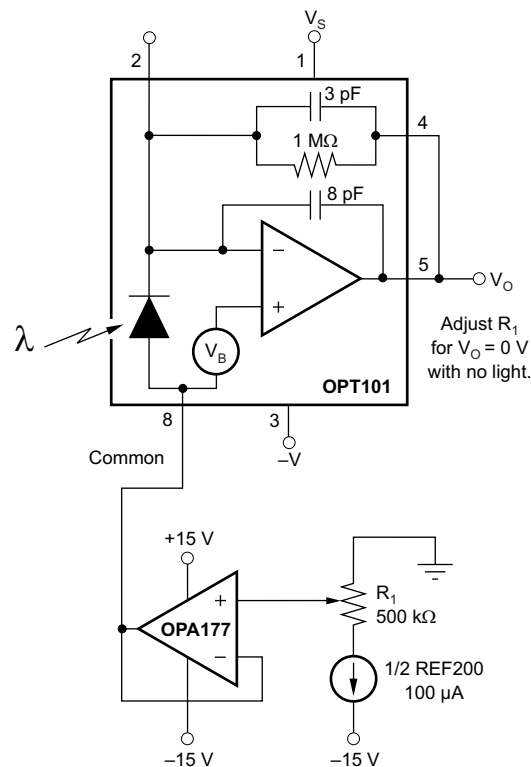 2
V_S
1
3 pF
4
1 MΩ
8 pF
−
5
V_O
+
λ
V_B
Adjust R_1
for V_O = 0 V
with no light.
OPT101
8
3
–V
Common
+15 V
+
R_1
500 kΩ
OPA177
−
1/2 REF200
100 µA
–15 V
–15 V